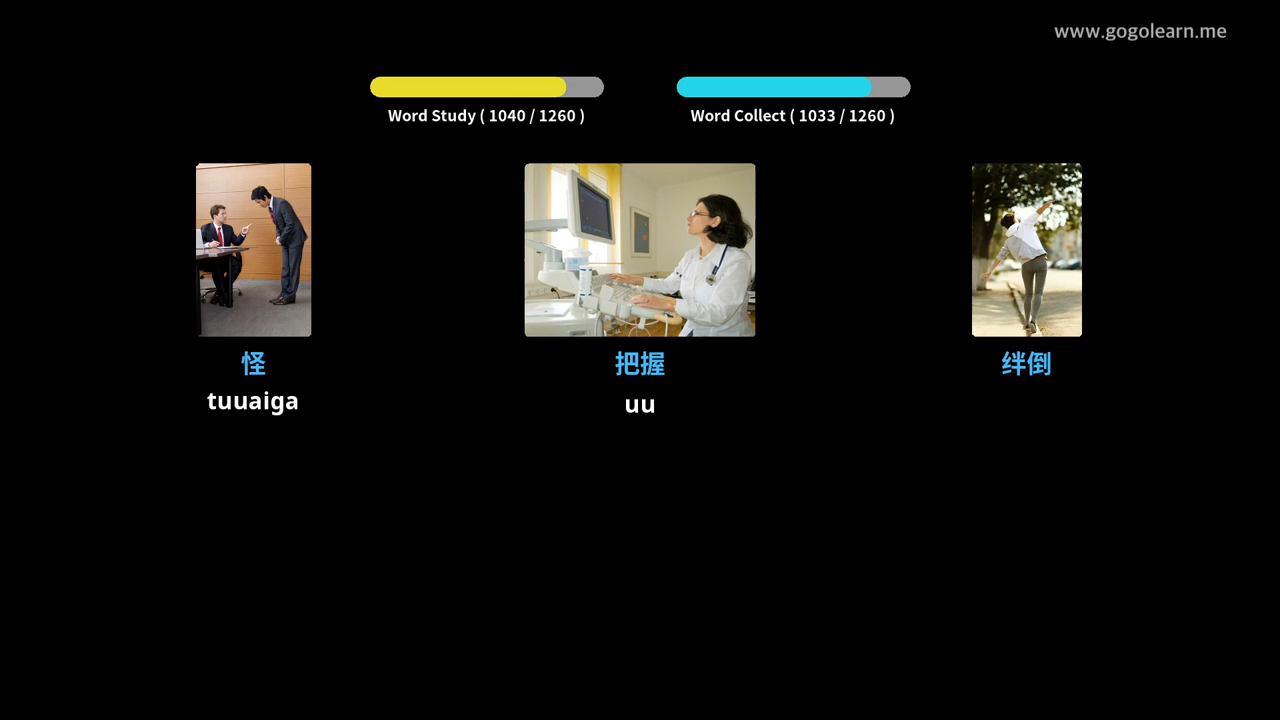 www.gogolearn.me
Word Study ( 1040 / 1260 )
Word Collect ( 1033 / 1260 )
怪
把握
绊倒
tuuaiga
uu